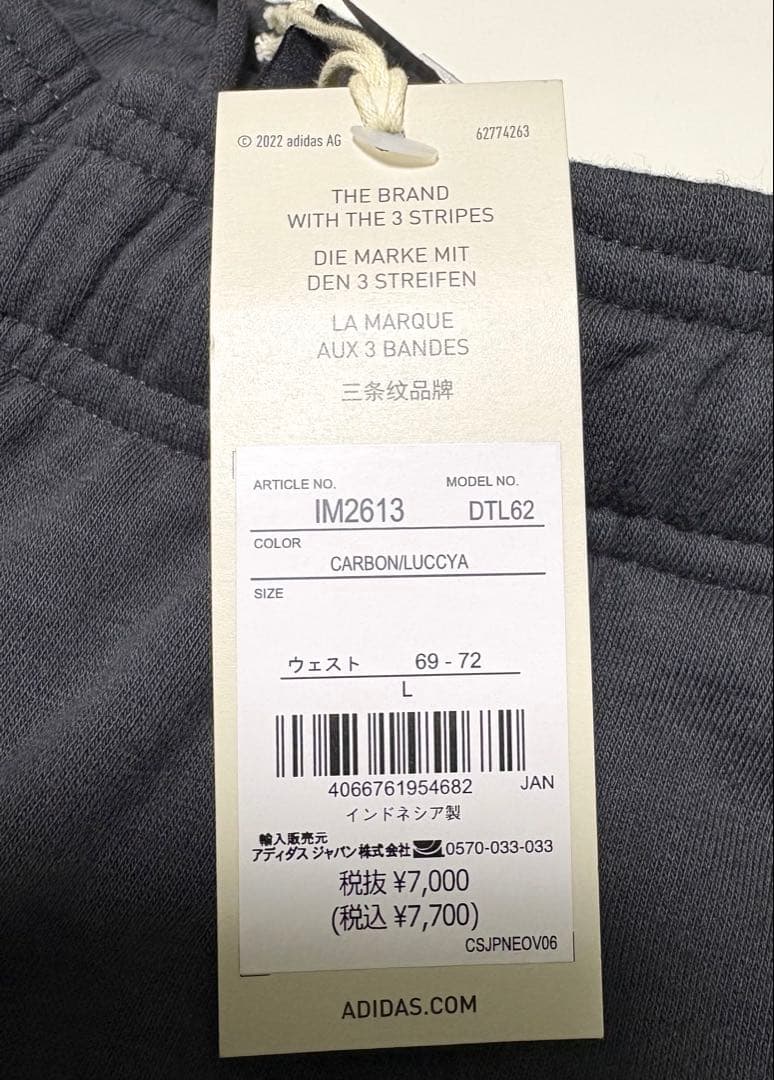 © 2022 adidas AG 62774263
THE BRAND
WITH THE 3 STRIPES
DIE MARKE MIT
DEN 3 STREIFEN
LA MARQUE
AUX 3 BANDES
三条纹品牌
ARTICLE NO. MODEL NO.
IM2613 DTL62
COLOR
CARBON/LUCCYA
SIZE
ウェスト 69 - 72
L
4066761954682 JAN
インドネシア製
輸入販売元
アディダス ジャパン株式会社 0570-033-033
税抜 ¥7,000
(税込 ¥7,700)
CSJPNEOV06
ADIDAS.COM